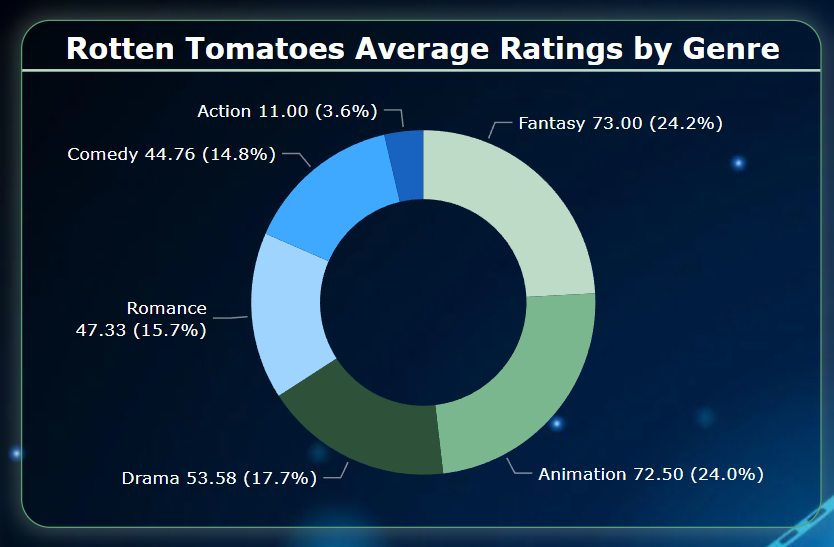 Rotten Tomatoes Average Ratings by Genre
Action 11.00 (3.6%)
Fantasy 73.00 (24.2%)
Comedy 44.76 (14.8%)
Romance
47.33 (15.7%)
Drama 53.58 (17.7%)
Animation 72.50 (24.0%)